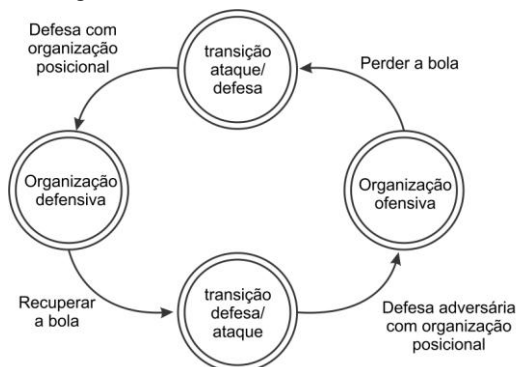 Defesa com
organização
posicional
transição
ataque/
defesa
Perder a bola
Organização
defensiva
Organização
ofensiva
Recuperar
a bola
transição
defesa/
ataque
Defesa adversária
com organização
posicional